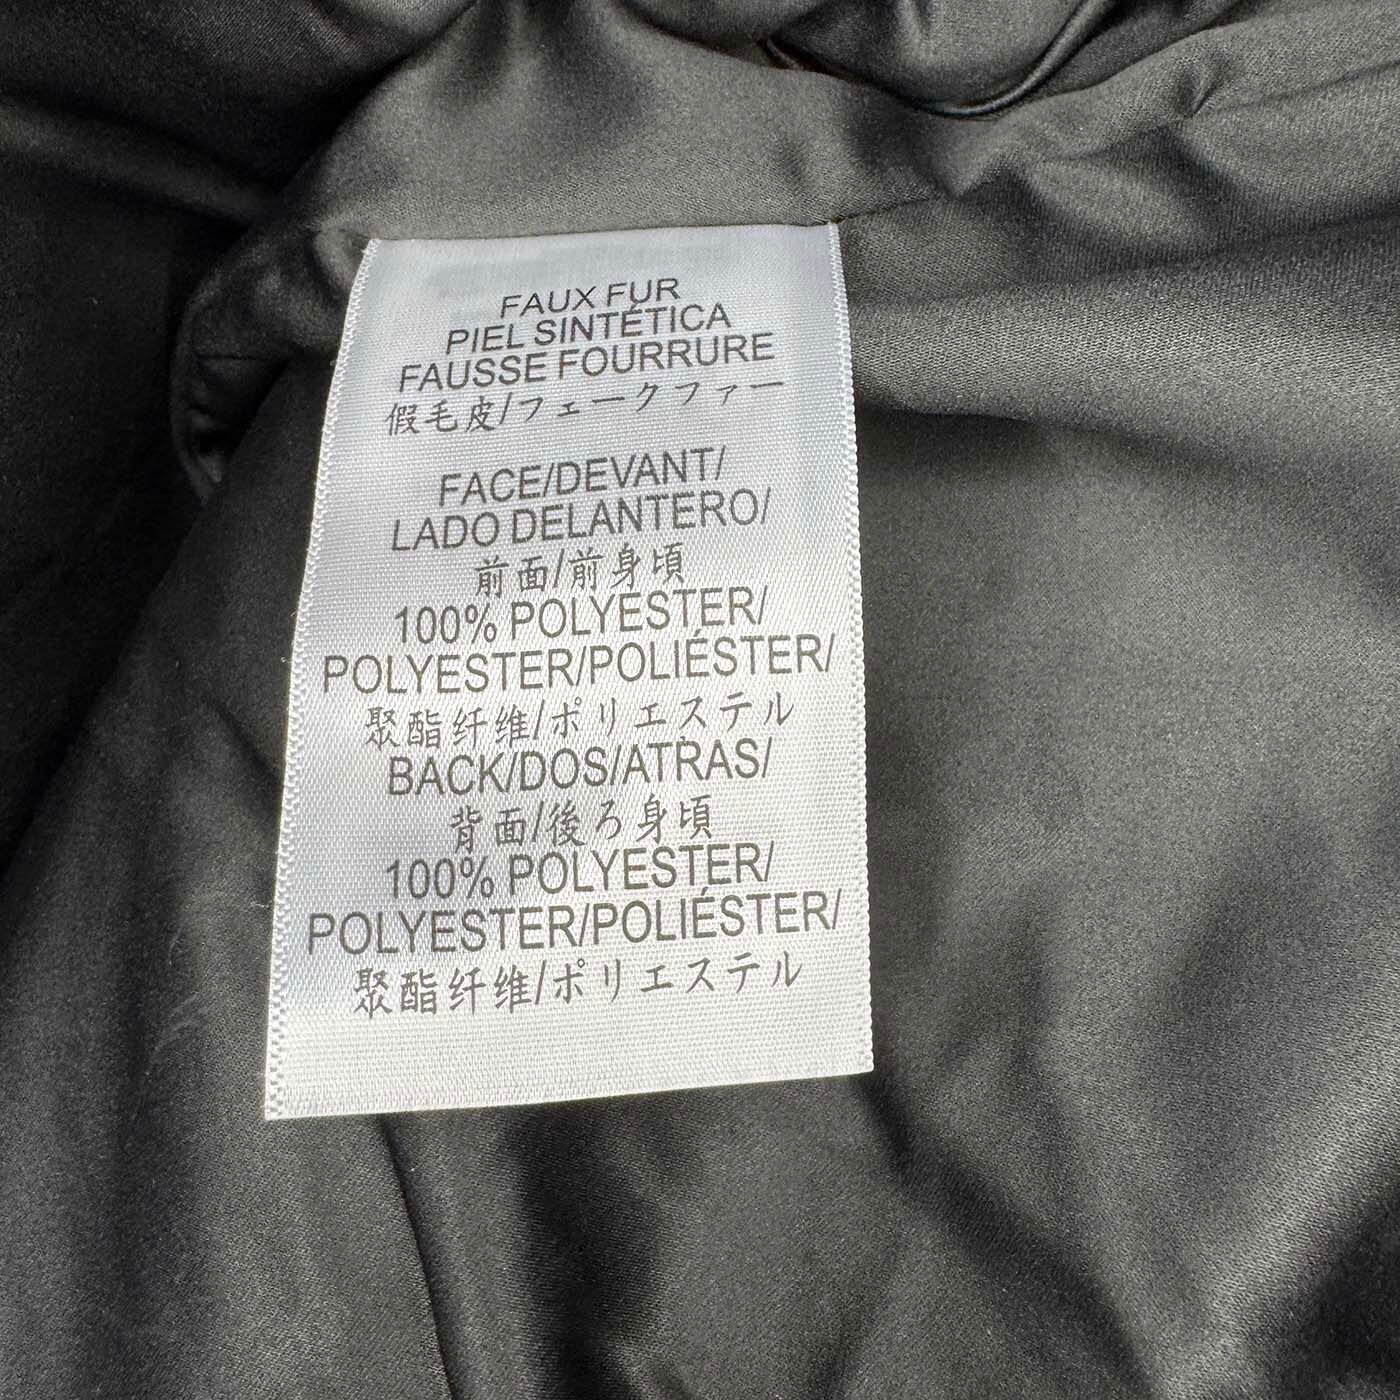 FAUX FUR
PIEL SINTÉTICA
FAUSSE FOURRURE
假毛皮/フェークファー
FACE/DEVANT/
LADO DELANTERO/
前面/前身頃
100% POLYESTER/
POLYESTER/POLIÉSTER/
聚酯纤维/ポリエステル
BACK/DOS/ATRAS/
背面/後ろ身頃
100% POLYESTER/
POLYESTER/POLIÉSTER/
聚酯纤维/ポリエステル